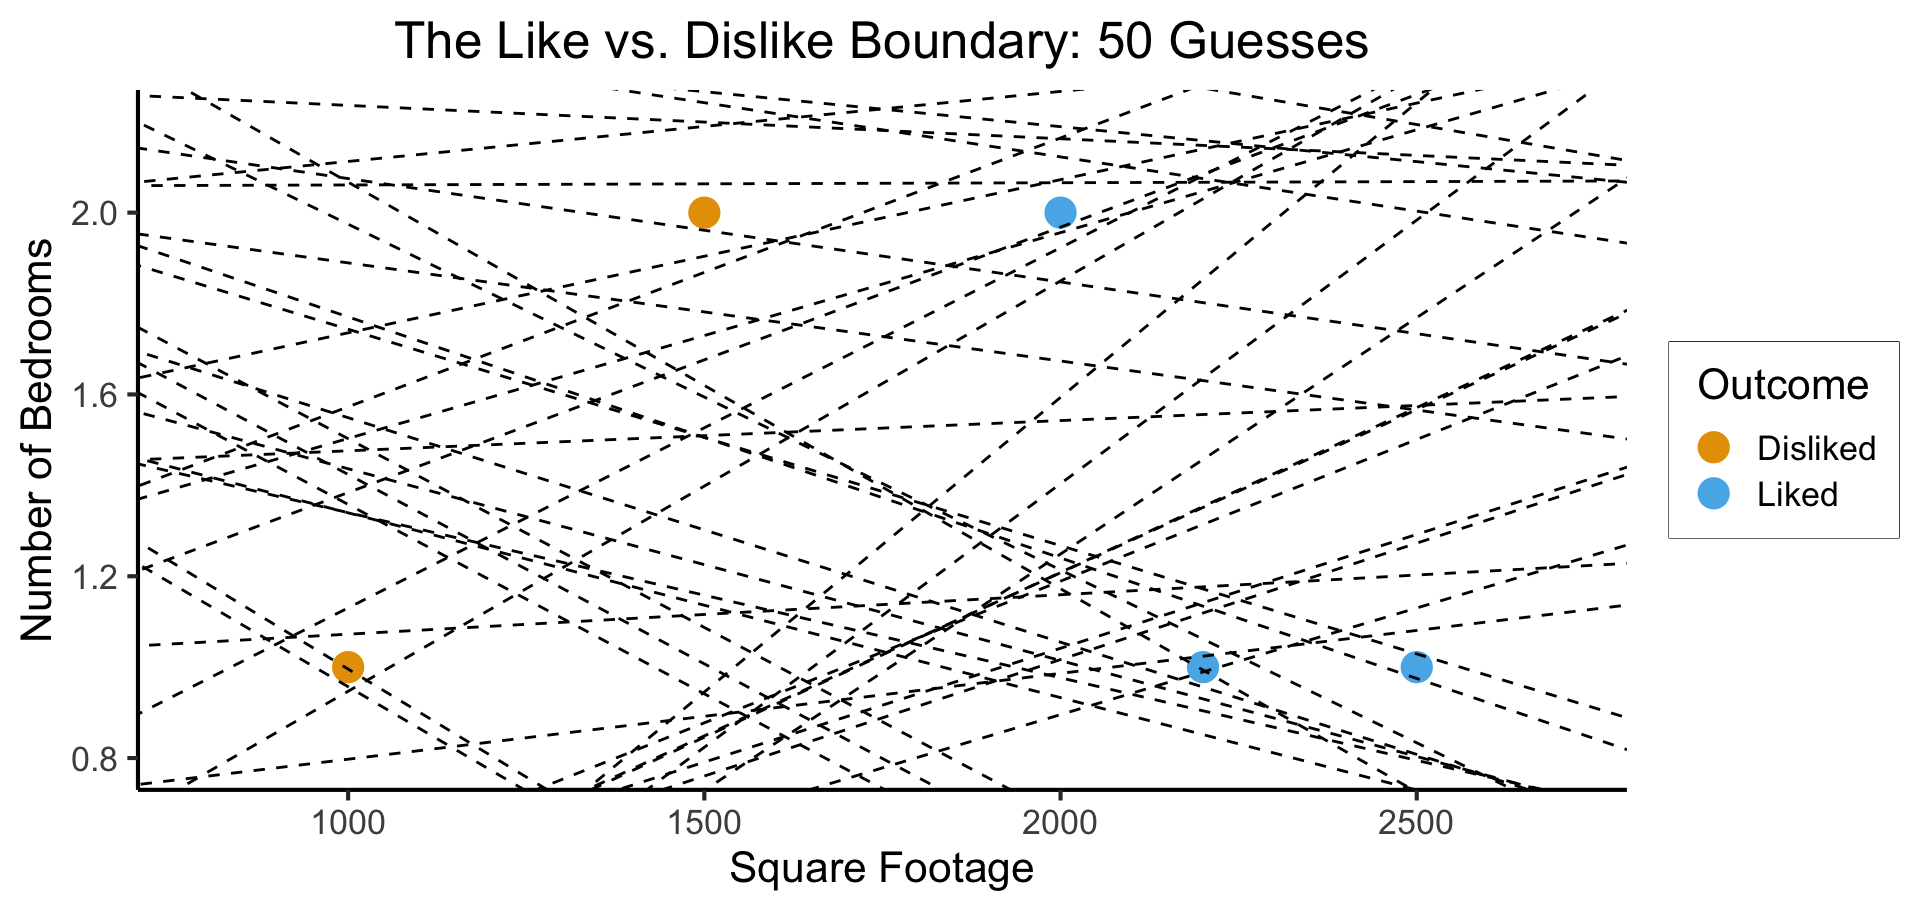 The Like vs. Dislike Boundary: 50 Guesses
Number of Bedrooms
2.0
1.6
1.2
0.8
1000
1500
2000
2500
Square Footage
Outcome
Disliked
Liked